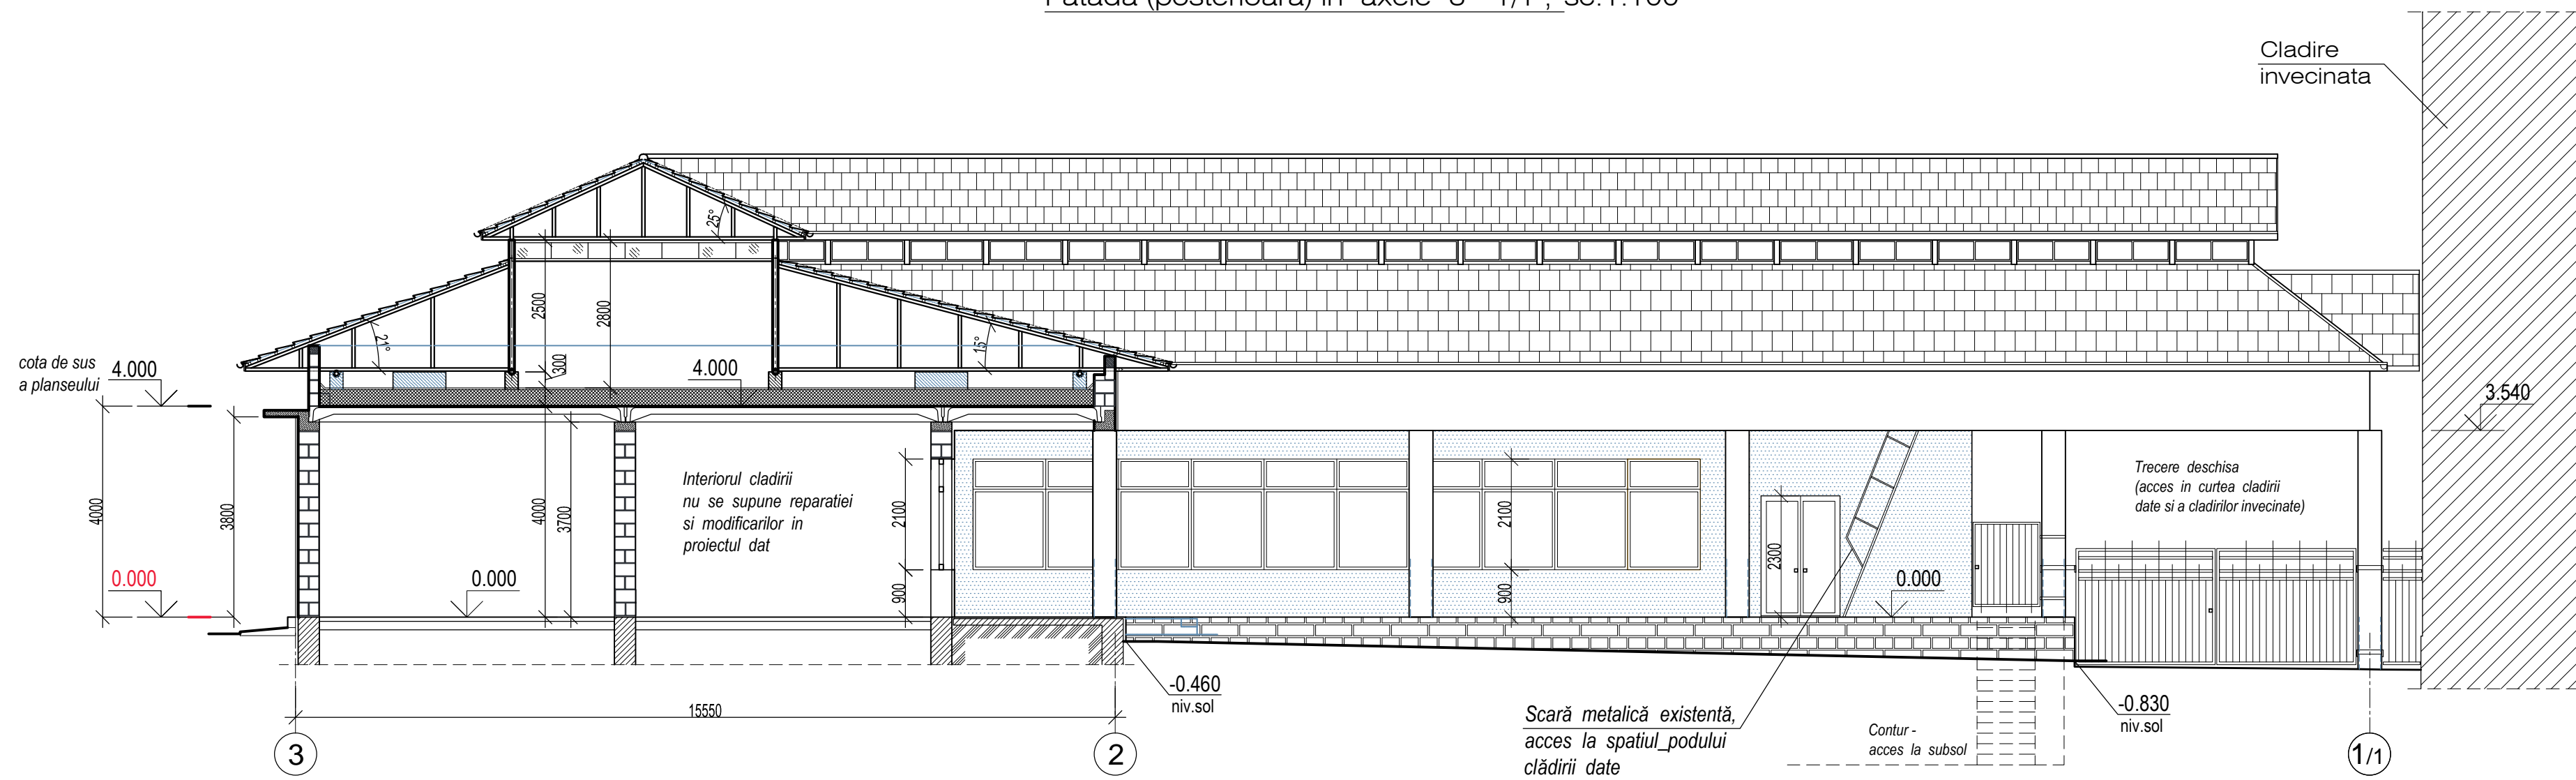 Cladire
invecinata
25°
2500
2800
300
21°
15°
cota de sus
a planseului
4.000
4.000
3.540
4000
3800
4000
3700
Interiorul cladirii
nu se supune reparatiei
si modificarilor in
proiectul dat
2100
900
2100
900
2300
Trecere deschisa
(acces in curtea cladirii
date si a cladirilor invecinate)
0.000
0.000
0.000
-0.460
niv.sol
-0.830
niv.sol
15550
Scară metalică existentă,
acces la spatiul_podului
clădirii date
Contur -
acces la subsol
3
2
1/1